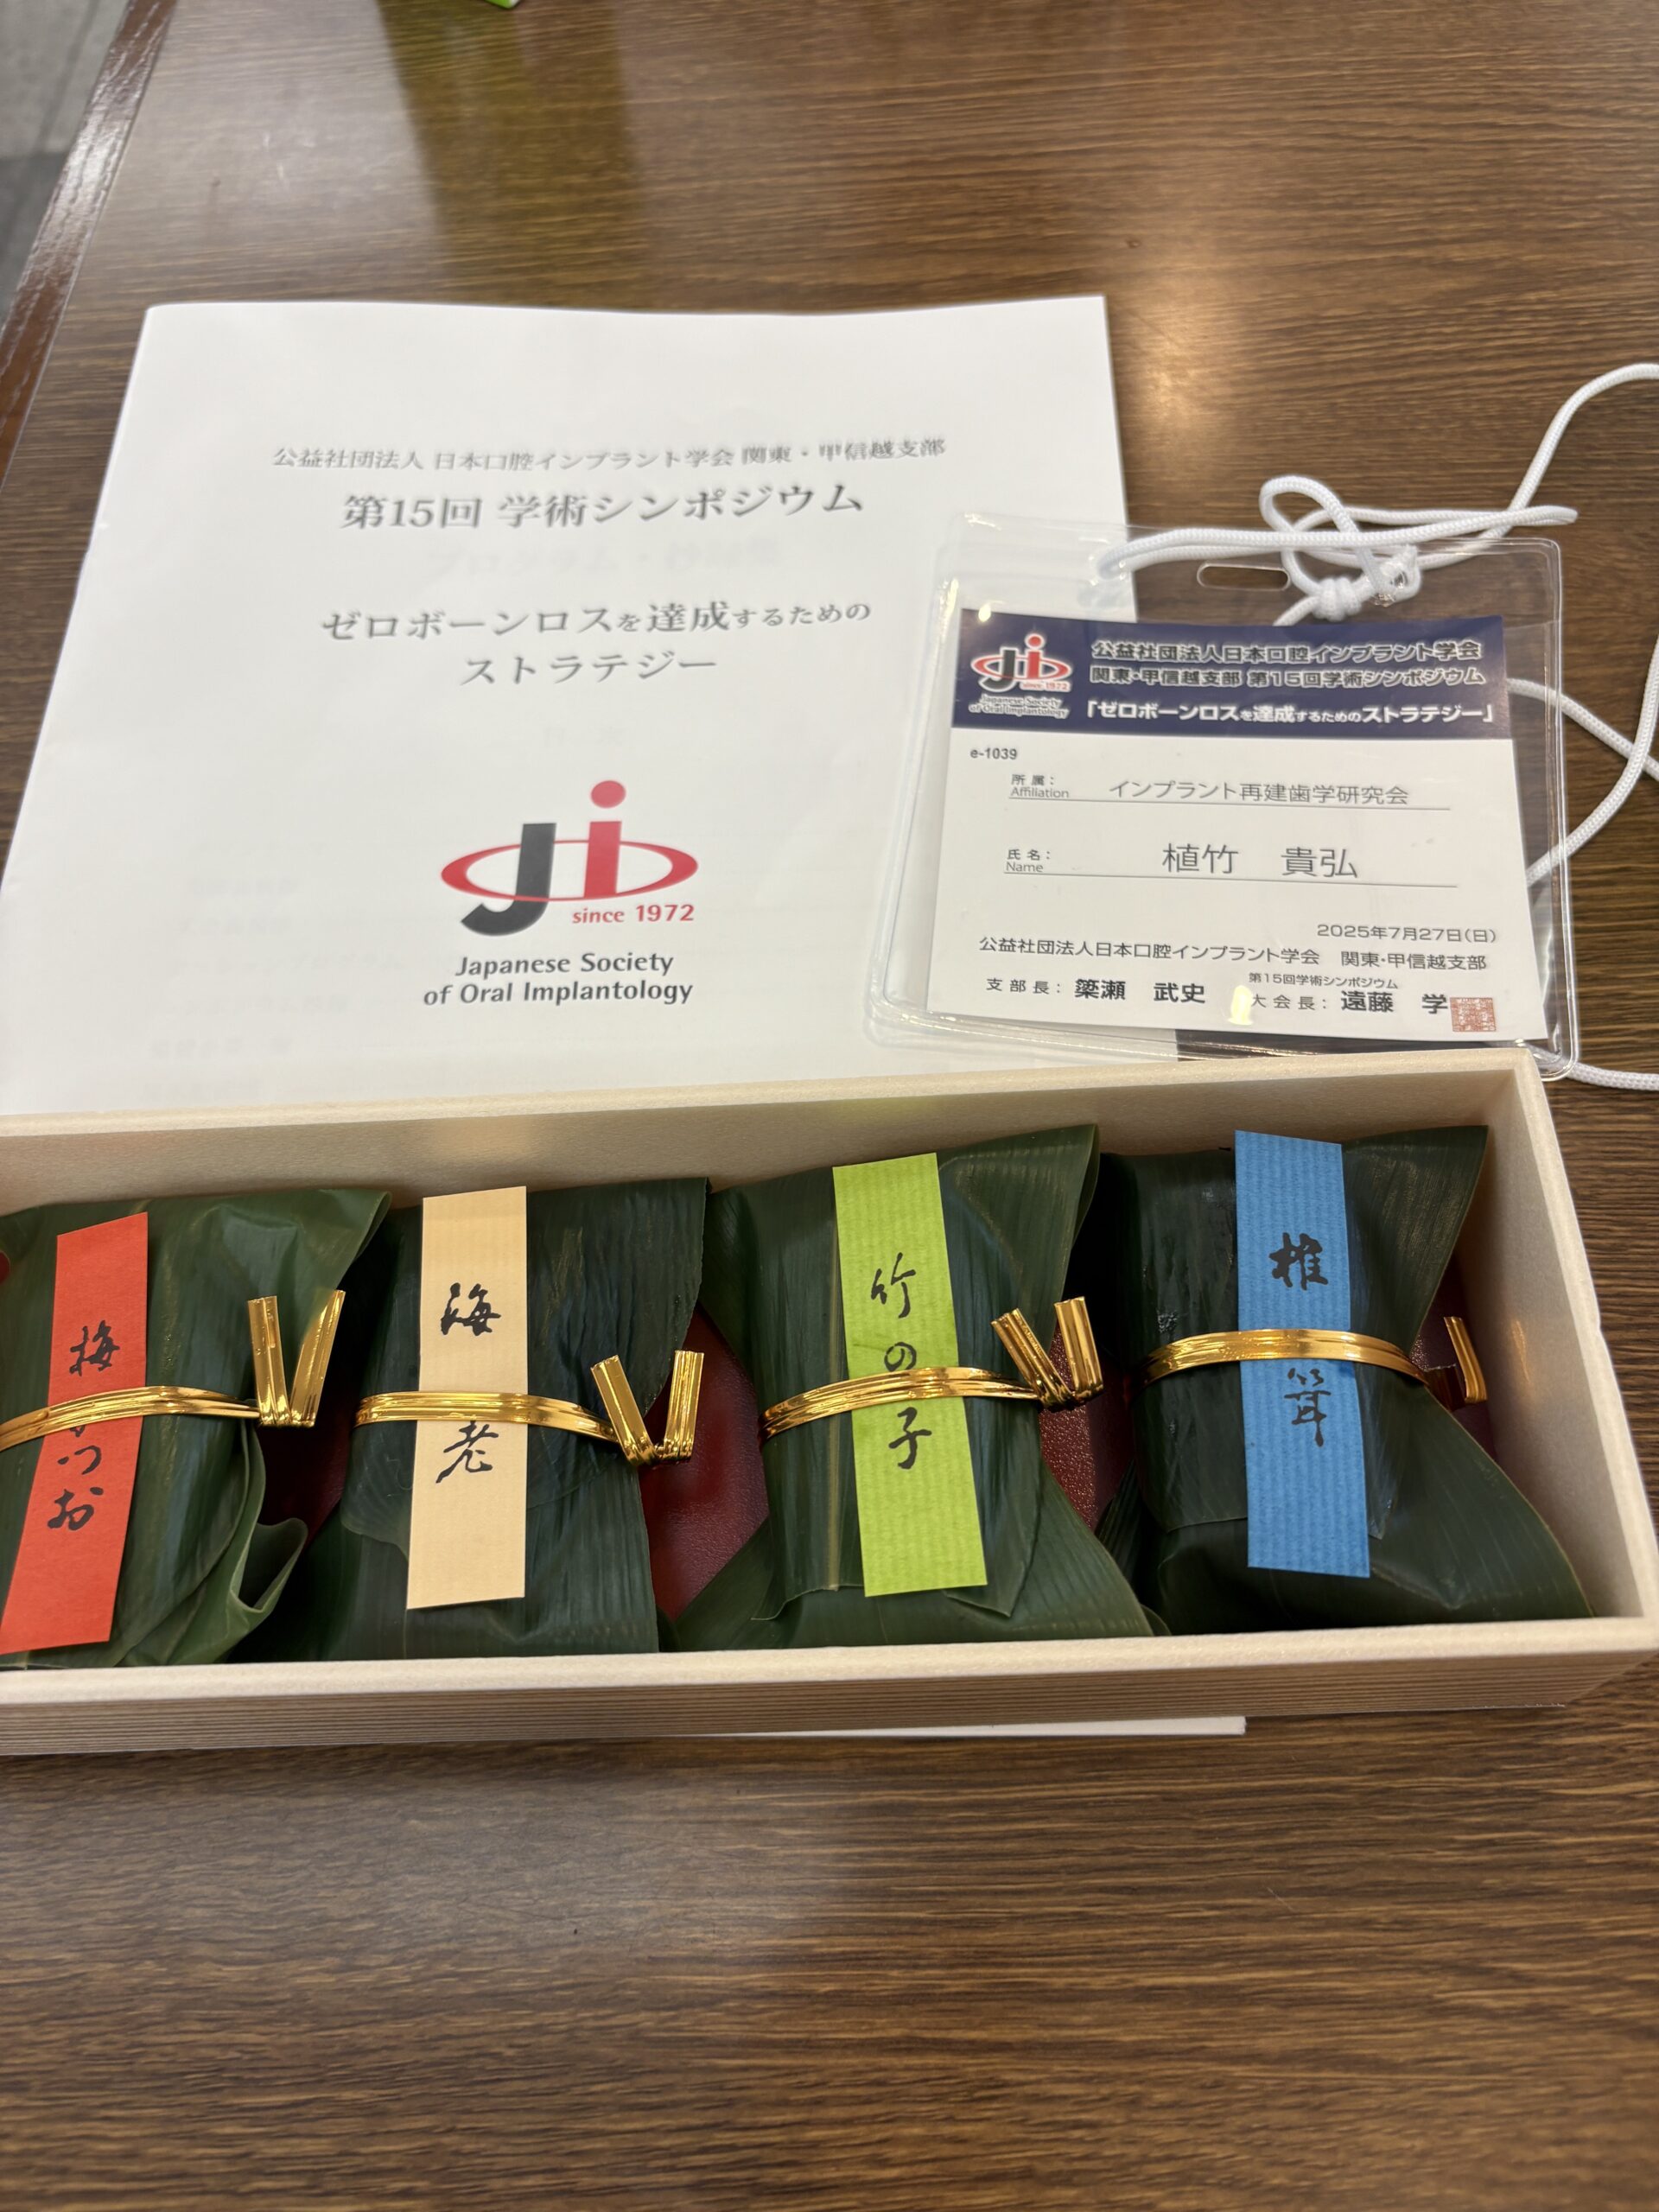 公益社団法人 日本口腔インプラント学会 関東・甲信越支部
第15回 学術シンポジウム
ゼロボーンロスを達成するための
ストラテジー
since 1972
Japanese Society
of Oral Implantology
since 1972
Japanese Society
of Oral Implantology
公益社団法人日本口腔インプラント学会
関東・甲信越支部 第15回学術シンポジウム
「ゼロボーンロスを達成するためのストラテジー」
e-1039
所属：
Affiliation
インプラント再建歯学研究会
氏名：
Name
植竹 貴弘
2025年7月27日(日)
公益社団法人日本口腔インプラント学会 関東・甲信越支部
第15回学術シンポジウム
支部長：簗瀬 武史 大会長：遠藤 学
梅 つお
海老
竹の子
椎茸